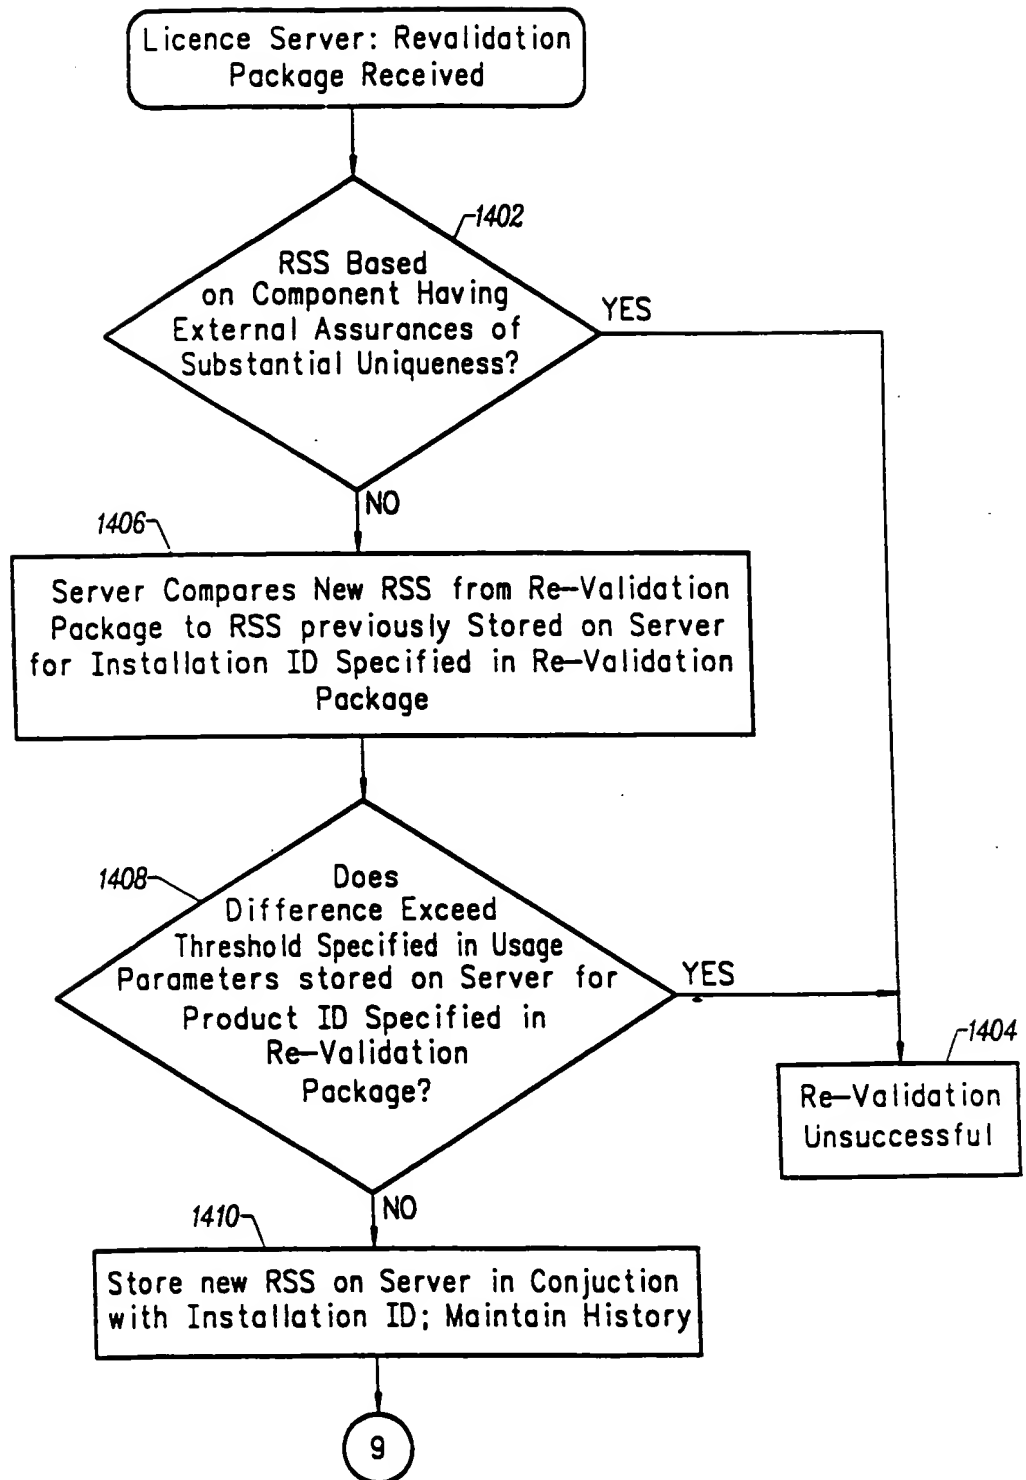 Licence Server: Revalidation
Package Received
1402
RSS Based
on Component Having
External Assurances of
Substantial Uniqueness?
YES
NO
1406
Server Compares New RSS from Re-Validation
Package to RSS previously Stored on Server
for Installation ID Specified in Re-Validation
Package
1408
Does
Difference Exceed
Threshold Specified in Usage
Parameters stored on Server for
Product ID Specified in
Re-Validation
Package?
YES
1404
Re-Validation
Unsuccessful
NO
1410
Store new RSS on Server in Conjuction
with Installation ID; Maintain History
9